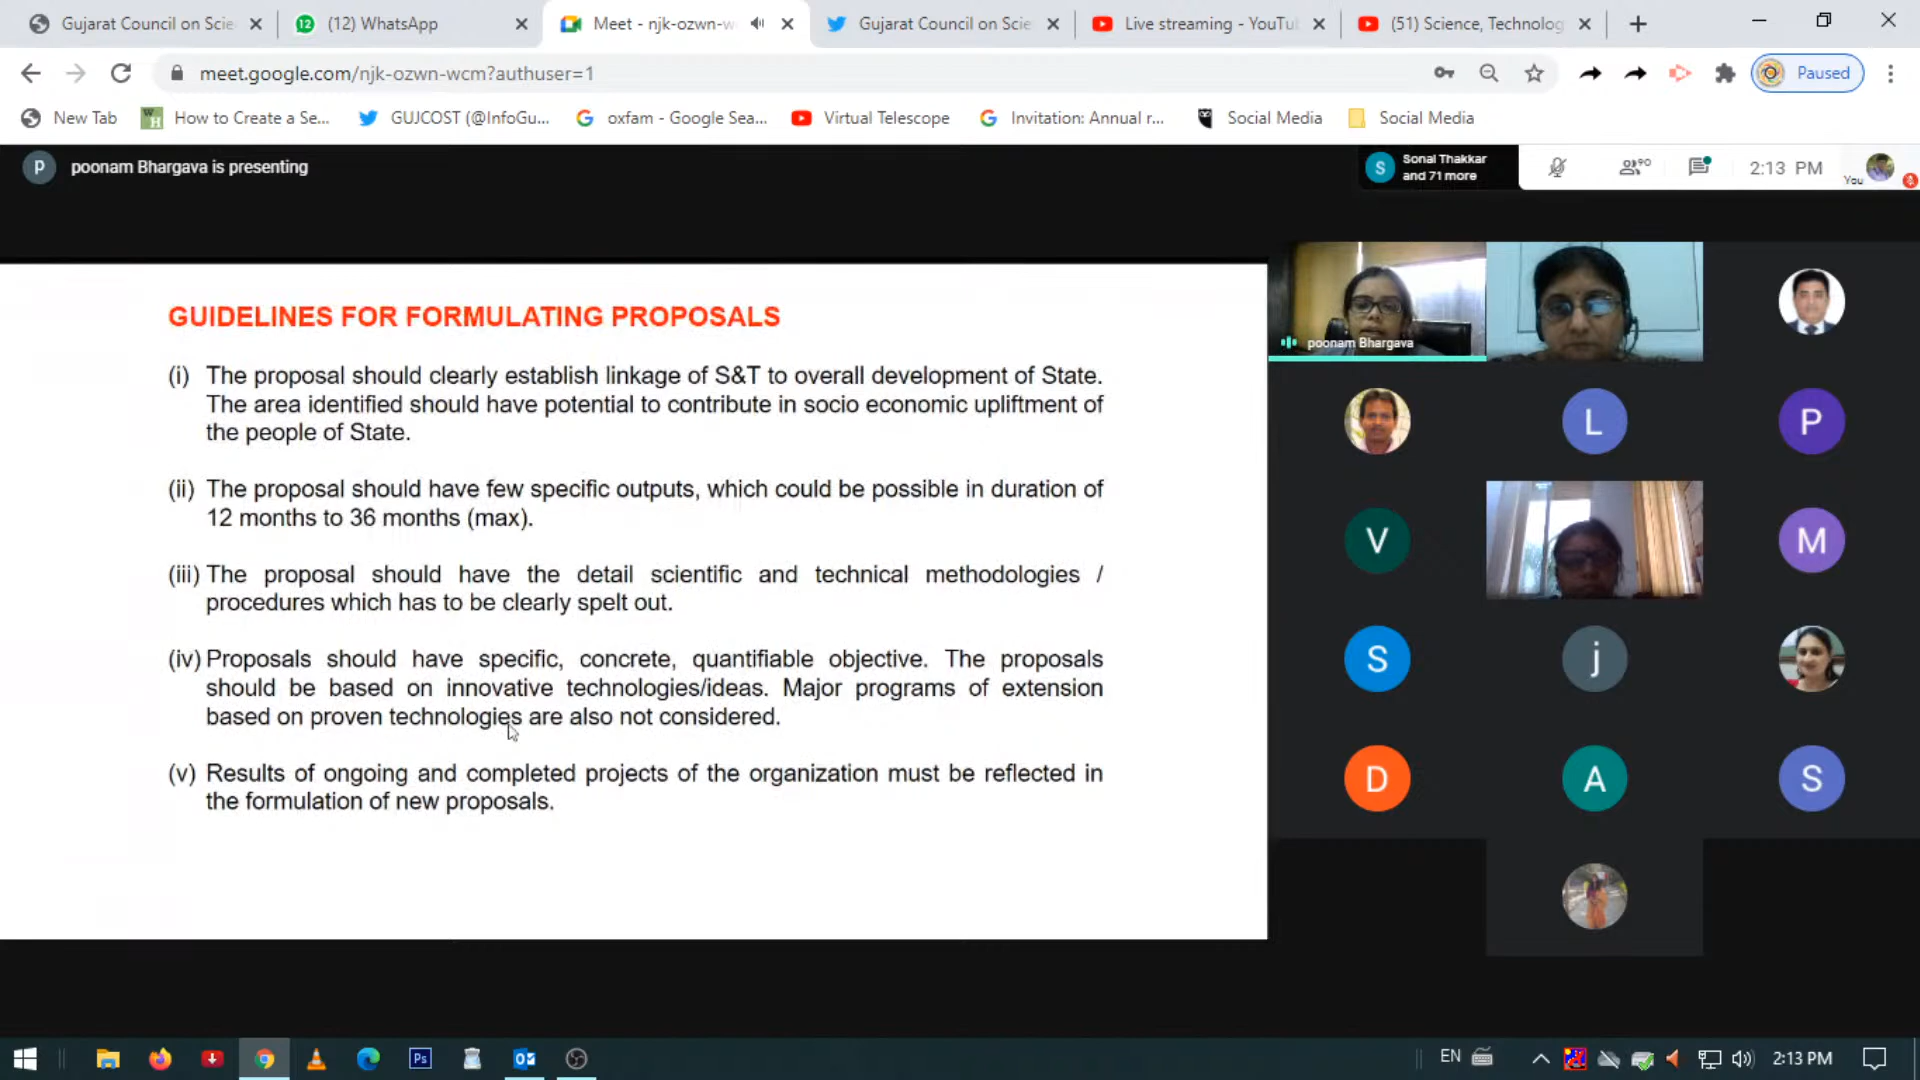 Gujarat Council on Scie
(12) WhatsApp
Meet - njk-ozwn-w
Gujarat Council on Scie
Live streaming - YouTu
(51) Science, Technolog
meet.google.com/njk-ozwn-wcm?authuser=1
Paused
New Tab
How to Create a Se...
GUJCOST (@InfoGu...
oxfam - Google Sea...
Virtual Telescope
Invitation: Annual r...
Social Media
Social Media
P
poonam Bhargava is presenting
S
Sonal Thakkar
and 71 more
90
2:13 PM
You
GUIDELINES FOR FORMULATING PROPOSALS
(i) The proposal should clearly establish linkage of S&T to overall development of State.
The area identified should have potential to contribute in socio economic upliftment of
the people of State.
(ii) The proposal should have few specific outputs, which could be possible in duration of
12 months to 36 months (max).
(iii) The proposal should have the detail scientific and technical methodologies /
procedures which has to be clearly spelt out.
(iv) Proposals should have specific, concrete, quantifiable objective. The proposals
should be based on innovative technologies/ideas. Major programs of extension
based on proven technologies are also not considered.
(v) Results of ongoing and completed projects of the organization must be reflected in
the formulation of new proposals.
poonam Bhargava
L
P
V
M
S
j
D
A
S
Ps
EN
2:13 PM